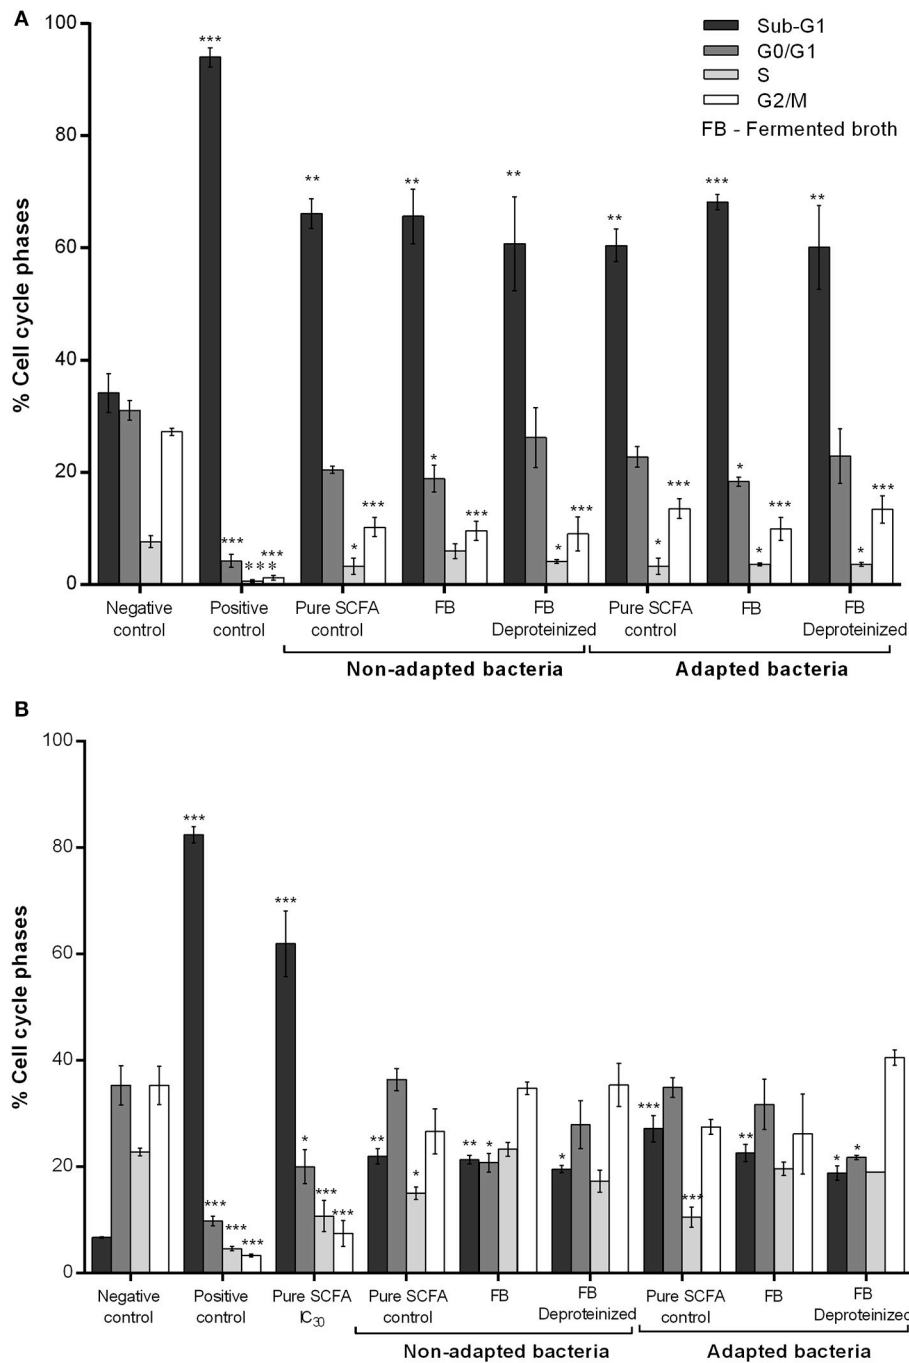 A
100
80
60
40
20
0
% Cell cycle phases
Sub-G1
G0/G1
S
G2/M
FB - Fermented broth
***
*** *** ***
** * ***
** * ***
** * ***
** * ***
*** * * ***
** * ***
Negative control
Positive control
Pure SCFA control
FB
FB Deproteinized
Pure SCFA control
FB
FB Deproteinized
Non-adapted bacteria
Adapted bacteria
B
100
80
60
40
20
0
% Cell cycle phases
***
*** *** ***
***
* *** ***
** *
** *
*
*** ***
**
* *
Negative control
Positive control
Pure SCFA IC30
Pure SCFA control
FB
FB Deproteinized
Pure SCFA control
FB
FB Deproteinized
Non-adapted bacteria
Adapted bacteria